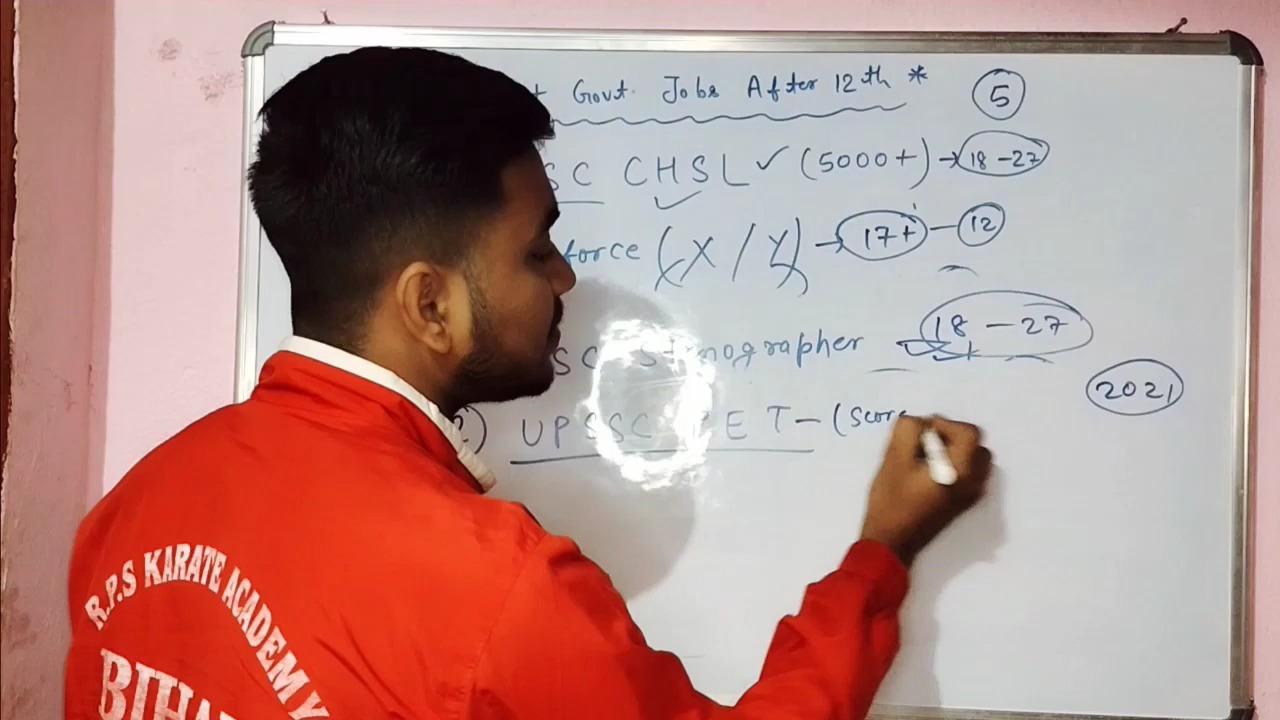 Govt. Jobs After 12th * 5
SC CHSL ✓ (5000+) → 18-27
force (X/Y) → 17+ - 12
SC Stenographer 18-27
2021
UPSSC PET - (Score
R.P.S KARATE ACADEMY
BIHA